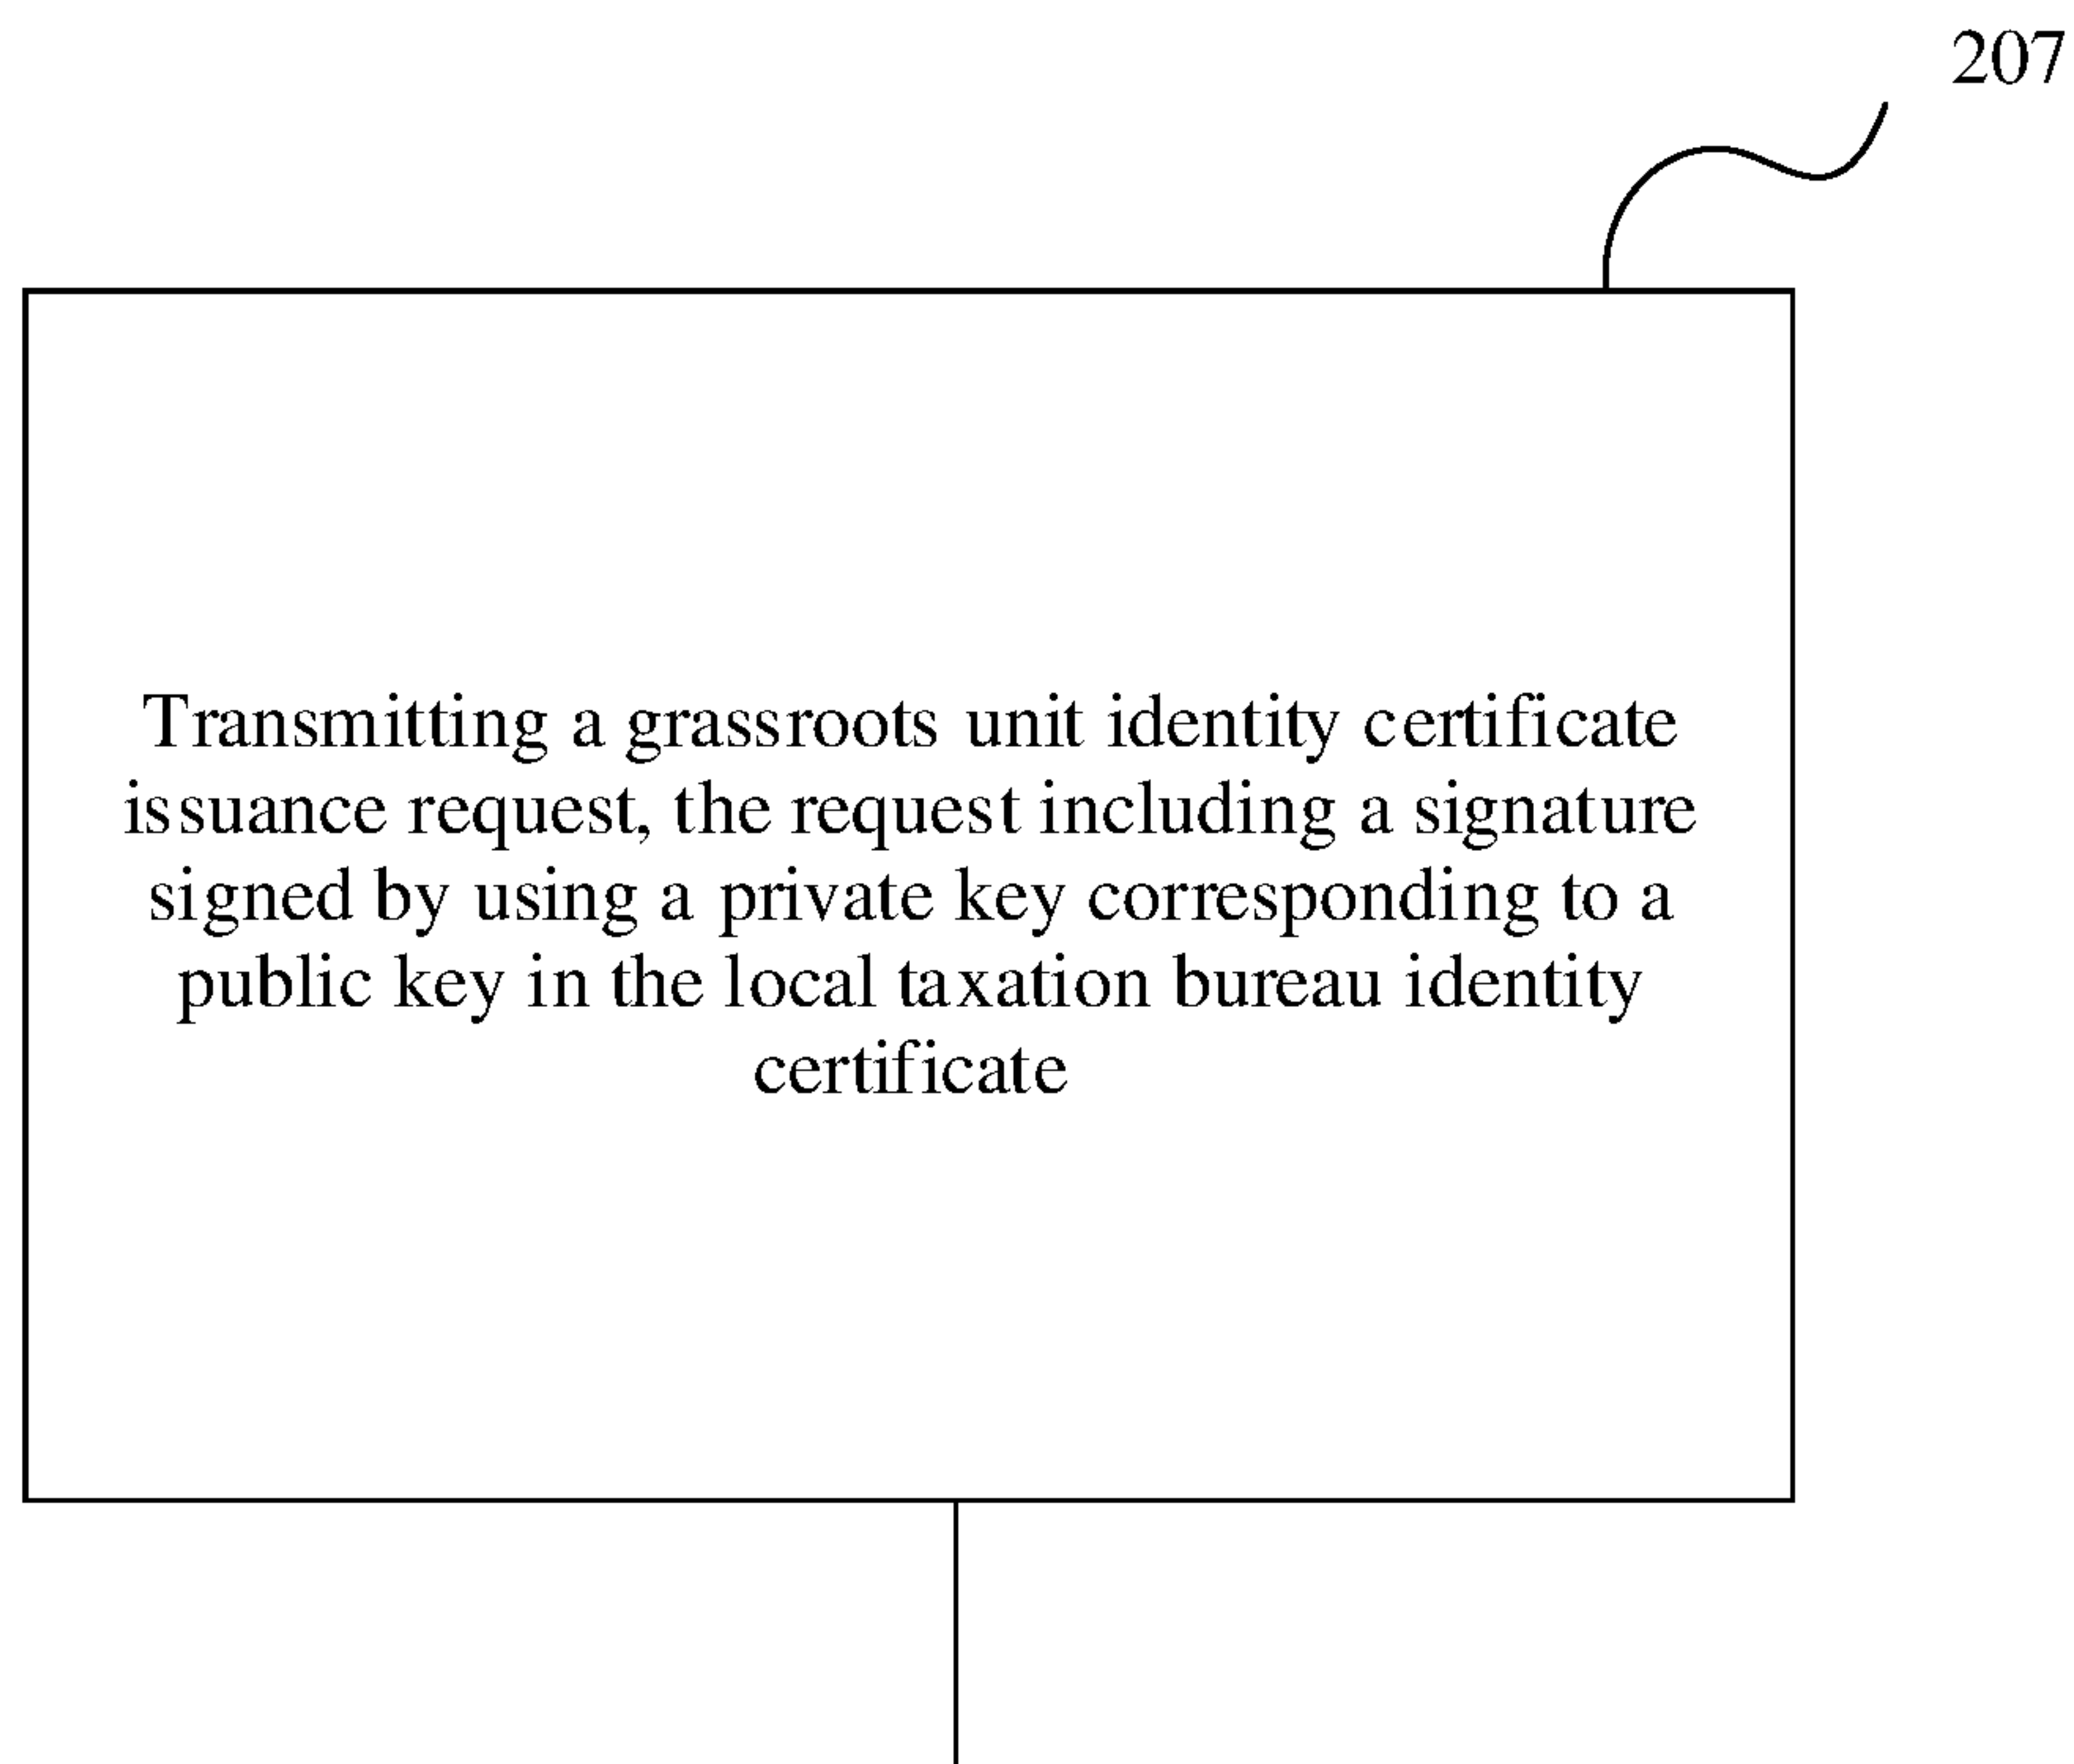 207
Transmitting a grassroots unit identity certificate
issuance request, the request including a signature
signed by using a private key corresponding to a
public key in the local taxation bureau identity
certificate